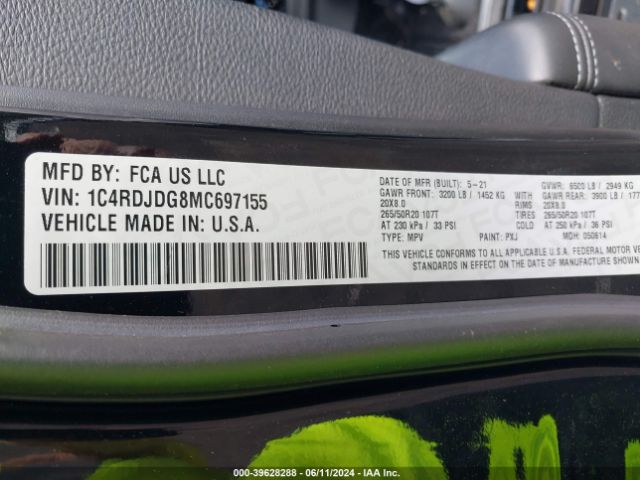 MFD BY: FCA US LLC
VIN: 1C4RDJDG8MC697155
VEHICLE MADE IN: U.S.A.
DATE OF MFR (BUILT): 5-21 GVWR: 6500 LB / 2949 KG
GAWR FRONT: 3200 LB / 1452 KG WITH GAWR REAR: 3900 LB / 177
20X8.0 RIMS 20X8.0
265/50R20 107T TIRES 265/50R20 107T
AT 230 kPa / 33 PSI COLD AT 250 kPa / 36 PSI
TYPE: MPV PAINT: PXJ MDH: 050614
THIS VEHICLE CONFORMS TO ALL APPLICABLE U.S.A. FEDERAL MOTOR VE
STANDARDS IN EFFECT ON THE DATE OF MANUFACTURE SHOWN
000-39628288 - 06/11/2024 - IAA Inc.